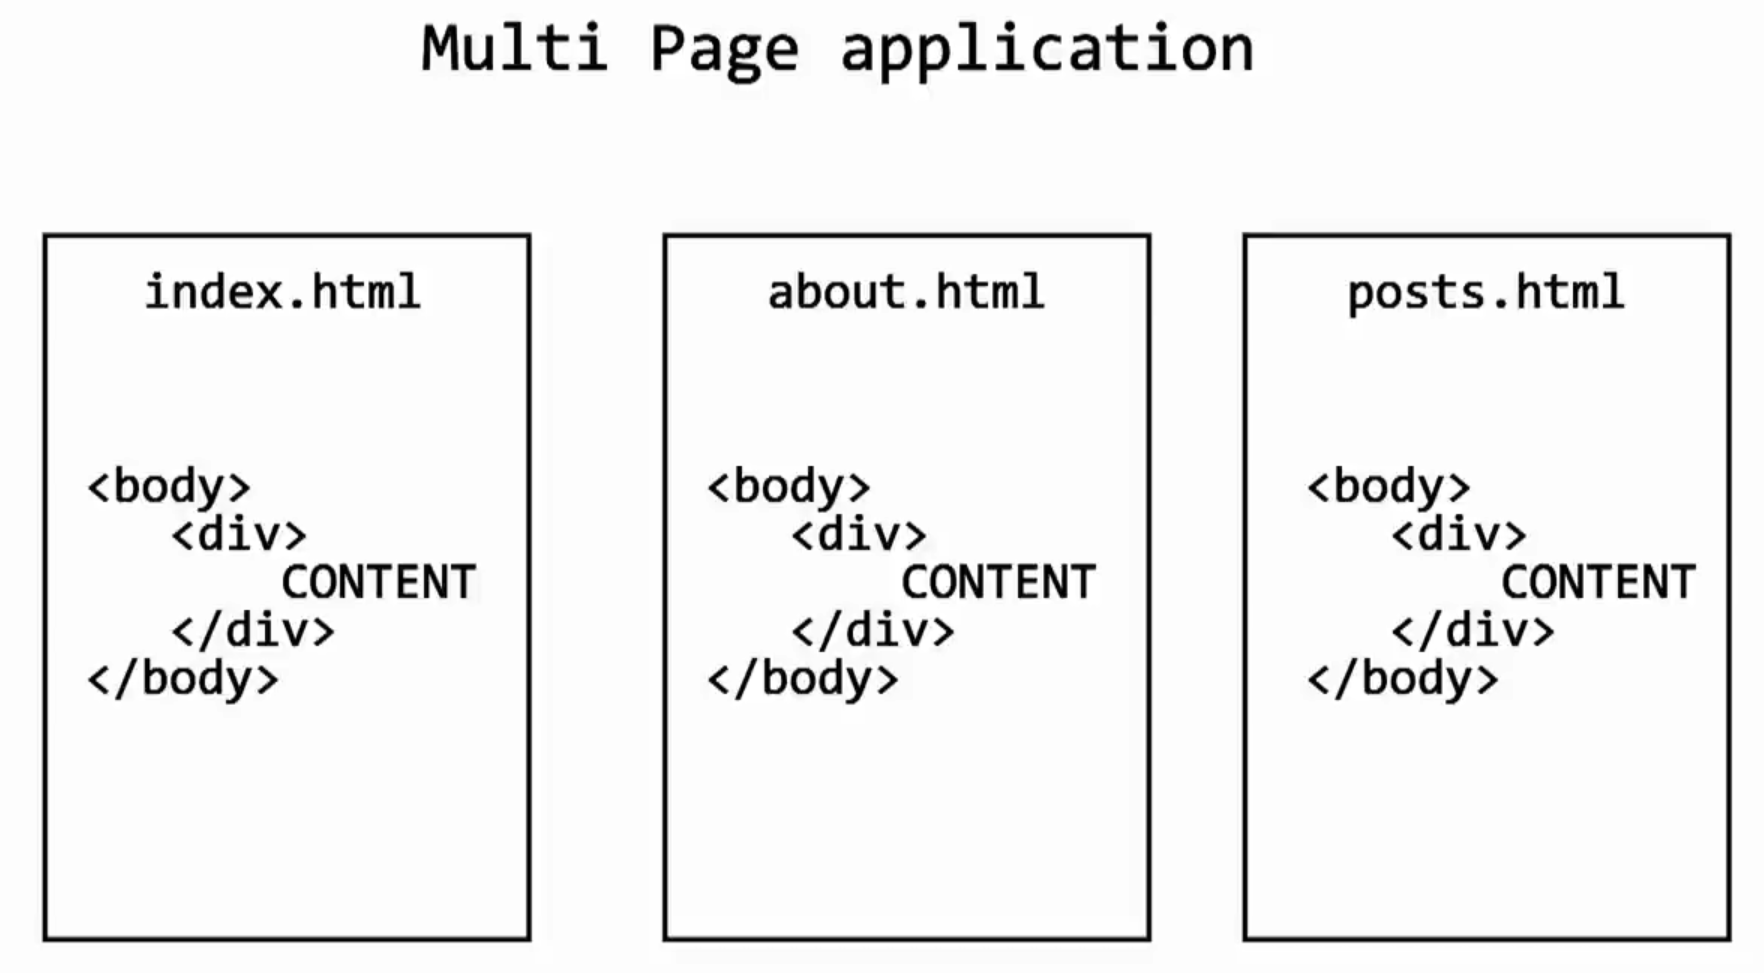 Multi Page application
index.html
<body>
<div>
CONTENT
</div>
</body>
about.html
<body>
<div>
CONTENT
</div>
</body>
posts.html
<body>
<div>
CONTENT
</div>
</body>